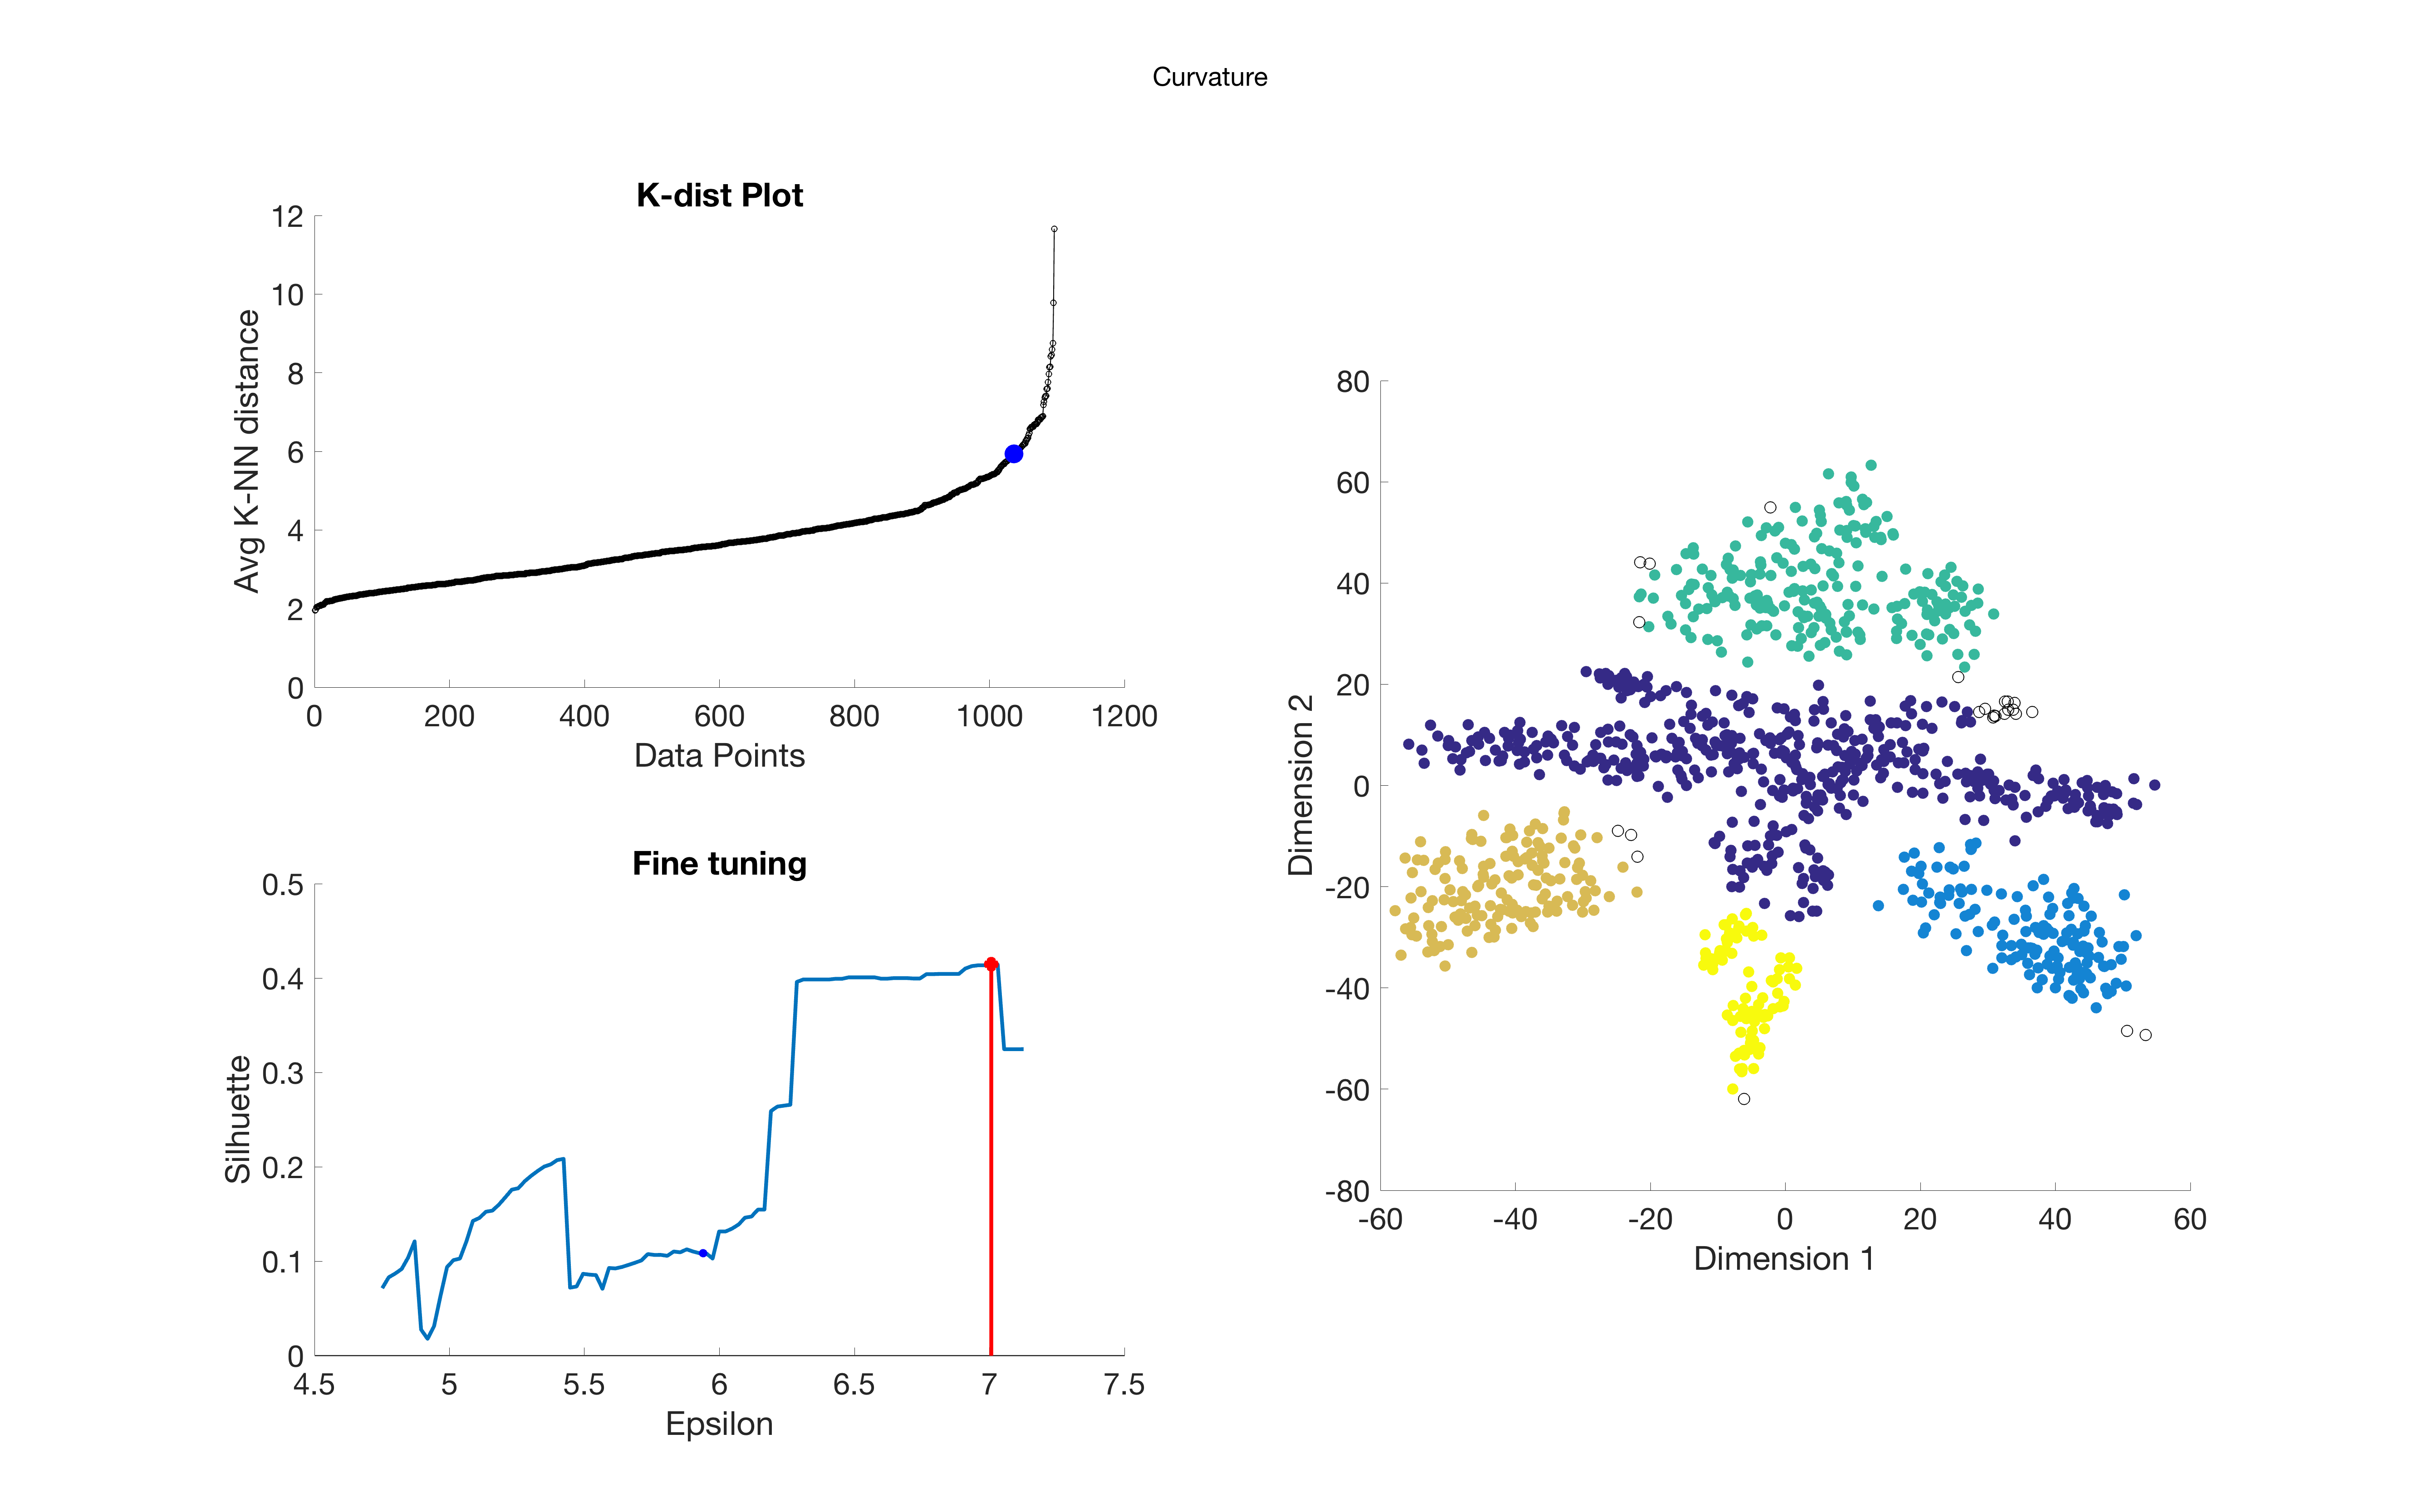 Curvature
K-dist Plot
12
10
8
6
4
2
0
Avg K-NN distance
0 200 400 600 800 1000 1200
Data Points
Fine tuning
0.5
0.4
0.3
0.2
0.1
0
Silhuette
4.5 5 5.5 6 6.5 7 7.5
Epsilon
80
60
40
20
0
-20
-40
-60
-80
Dimension 2
-60 -40 -20 0 20 40 60
Dimension 1